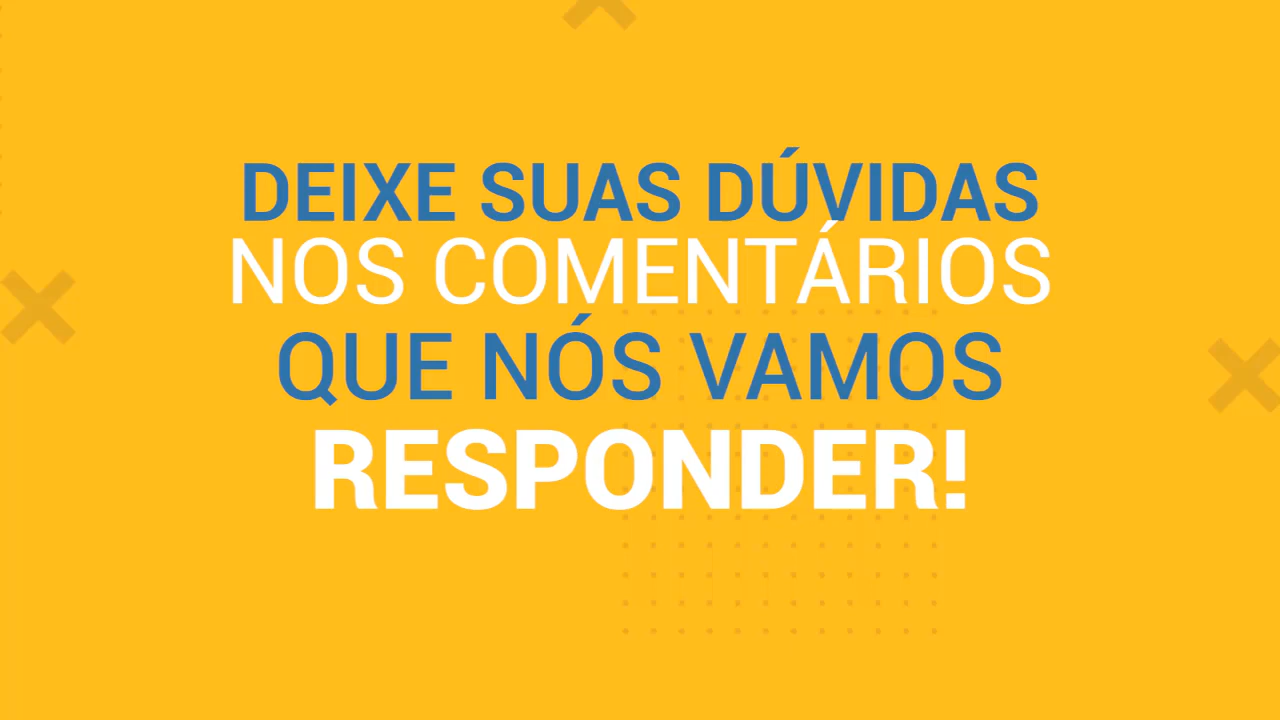 DEIXE SUAS DÚVIDAS
NOS COMENTÁRIOS
QUE NÓS VAMOS
RESPONDER!